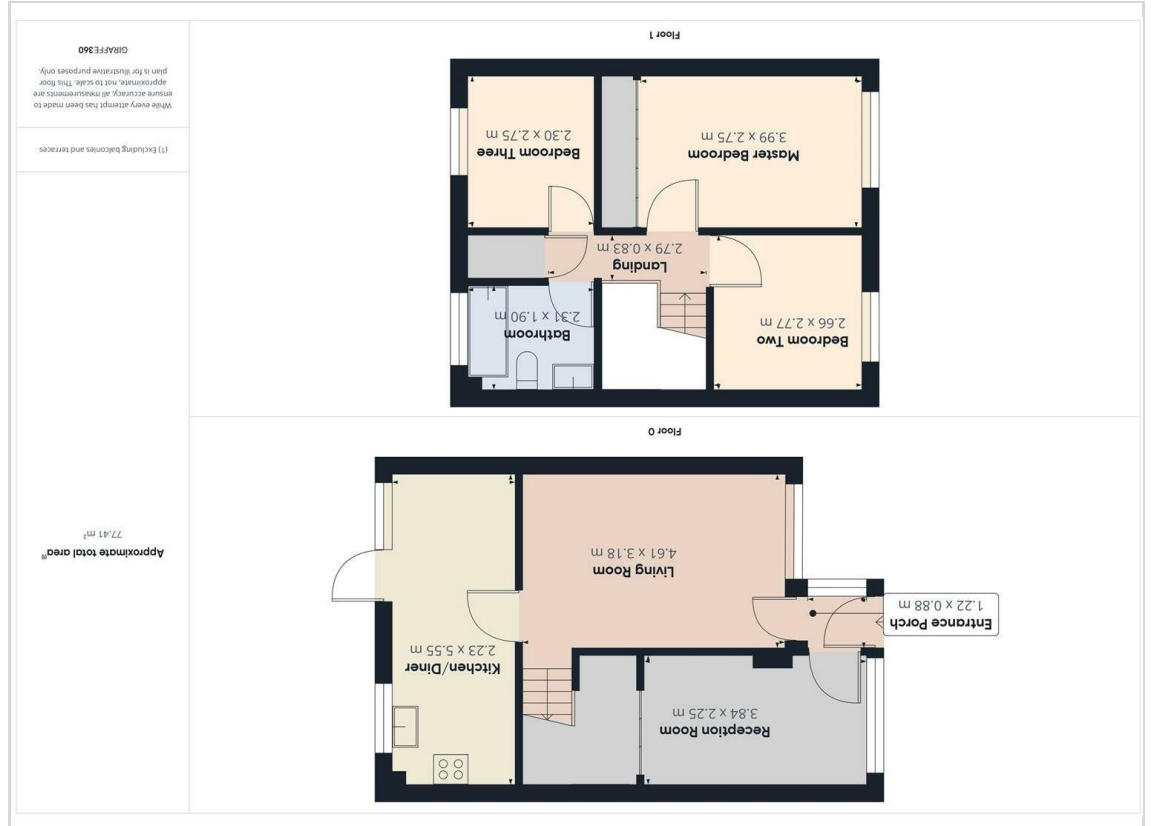 Approximate total area⁽¹⁾
77.41 m²
(1) Excluding balconies and terraces
While every attempt has been made to
ensure accuracy, all measurements are
approximate, not to scale. This floor
plan is for illustrative purposes only.
GIRAFFE360
Reception Room
3.84 x 2.25 m
Kitchen/Diner
2.23 x 5.55 m
Entrance Porch
1.22 x 0.88 m
Living Room
4.61 x 3.18 m
Floor 0
Bedroom Two
2.66 x 2.77 m
Bathroom
2.31 x 1.90 m
Landing
2.79 x 0.83 m
Master Bedroom
3.99 x 2.75 m
Bedroom Three
2.30 x 2.75 m
Floor 1